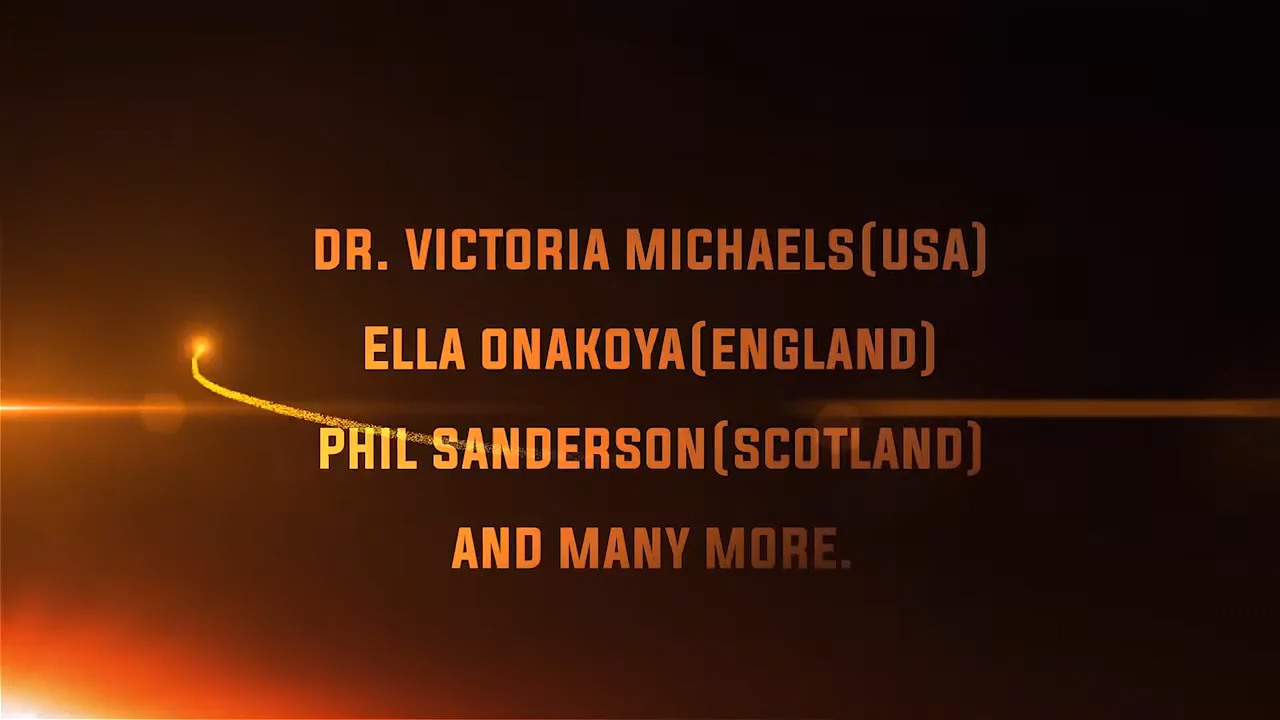 DR. VICTORIA MICHAELS(USA)
ELLA ONAKOYA(ENGLAND)
PHIL SANDERSON(SCOTLAND)
AND MANY MORE.